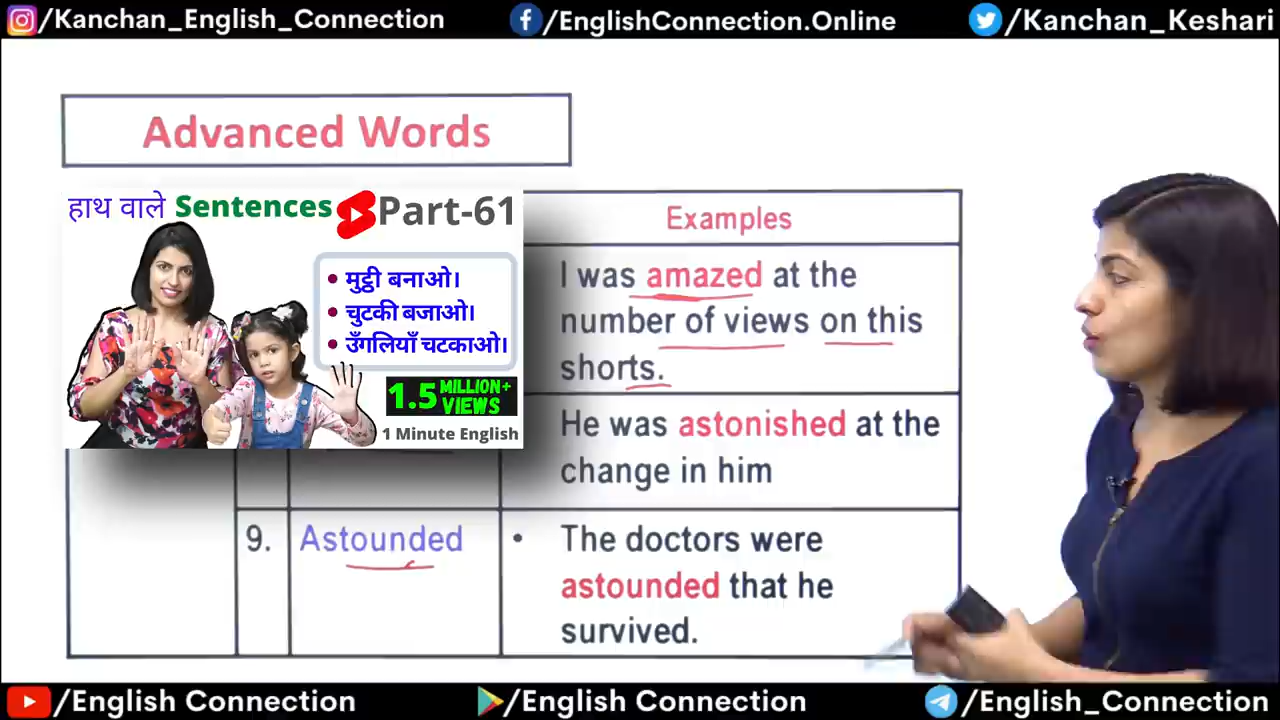 /Kanchan_English_Connection
/EnglishConnection.Online
/Kanchan_Keshari
Advanced Words
हाथ वाले Sentences Part-61
• मुट्ठी बनाओ।
• चुटकी बजाओ।
• उँगलियाँ चटकाओ।
1.5 MILLION+
VIEWS
1 Minute English
Examples
I was amazed at the
number of views on this
shorts.
He was astonished at the
change in him
9. Astounded
• The doctors were
astounded that he
survived.
/English Connection
/English Connection
/English_Connection